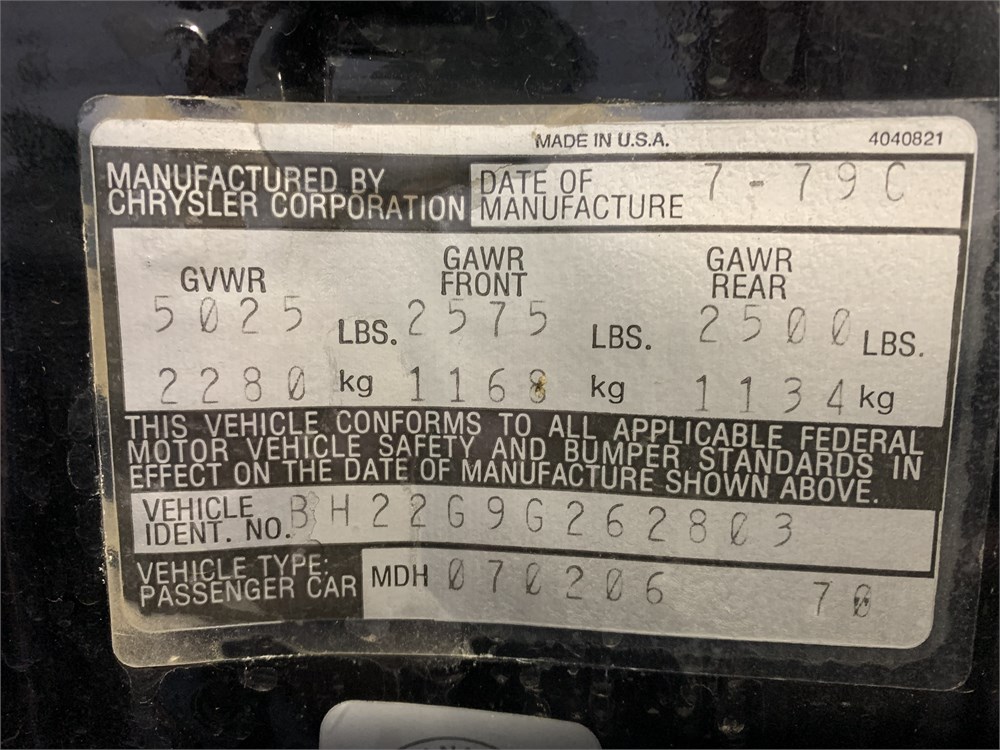 MADE IN U.S.A. 4040821
MANUFACTURED BY
CHRYSLER CORPORATION
DATE OF
MANUFACTURE
7-79C
GVWR
5025 LBS.
2280 kg
GAWR
FRONT
2575 LBS.
1168 kg
GAWR
REAR
2500 LBS.
1134 kg
THIS VEHICLE CONFORMS TO ALL APPLICABLE FEDERAL
MOTOR VEHICLE SAFETY AND BUMPER STANDARDS IN
EFFECT ON THE DATE OF MANUFACTURE SHOWN ABOVE.
VEHICLE
IDENT. NO.
BH22G9G262803
VEHICLE TYPE:
PASSENGER CAR
MDH 070206 70